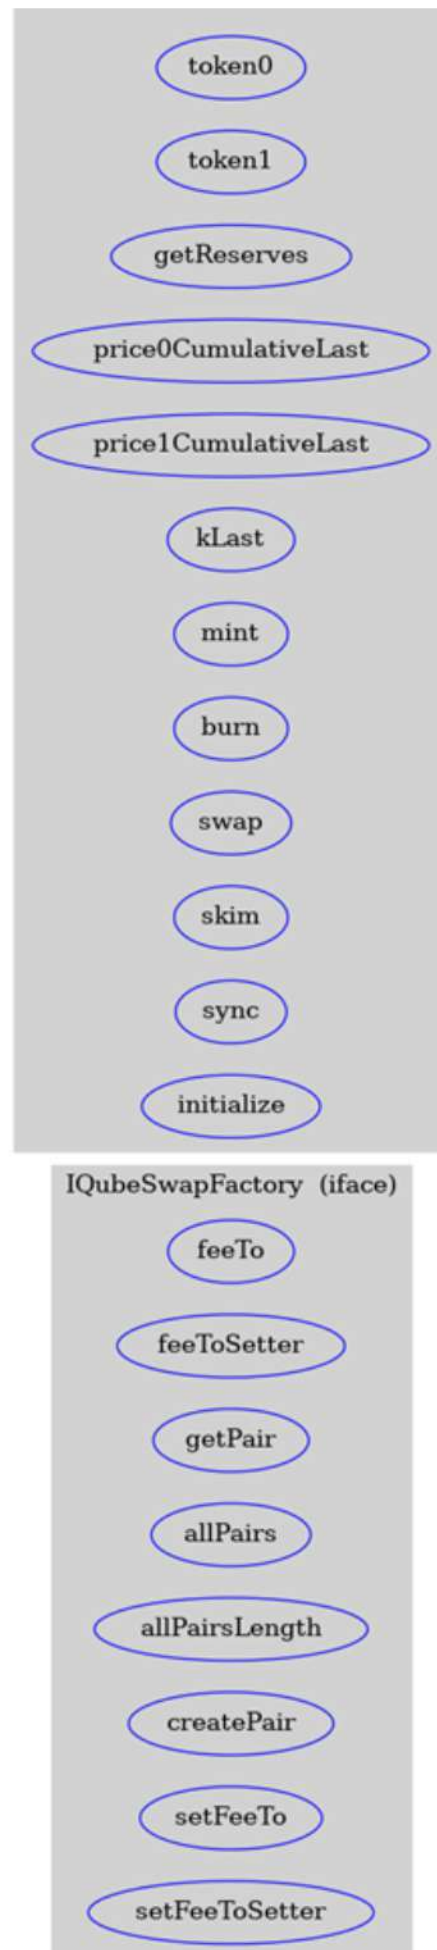 token0
token1
getReserves
price0CumulativeLast
price1CumulativeLast
kLast
mint
burn
swap
skim
sync
initialize
IQubeSwapFactory (iface)
feeTo
feeToSetter
getPair
allPairs
allPairsLength
createPair
setFeeTo
setFeeToSetter